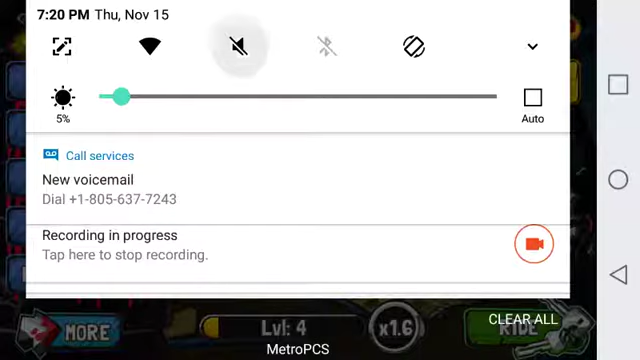 7:20 PM Thu, Nov 15
5%
Auto
Call services
New voicemail
Dial +1-805-637-7243
Recording in progress
Tap here to stop recording.
CLEAR ALL
MORE
Lvl: 4
x1.6
RIDE
MetroPCS